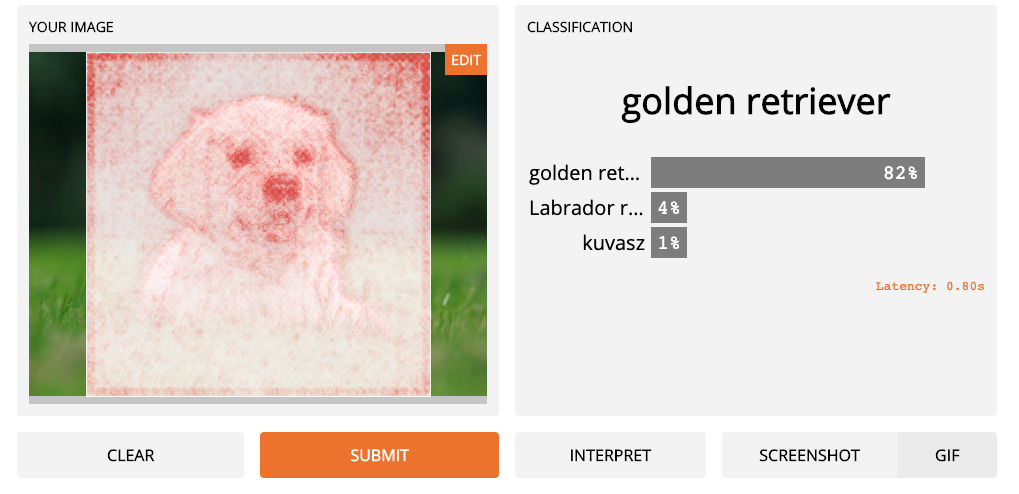 YOUR IMAGE
EDIT
CLASSIFICATION
golden retriever
golden ret... 82%
Labrador r... 4%
kuvasz 1%
Latency: 0.80s
CLEAR
SUBMIT
INTERPRET
SCREENSHOT
GIF